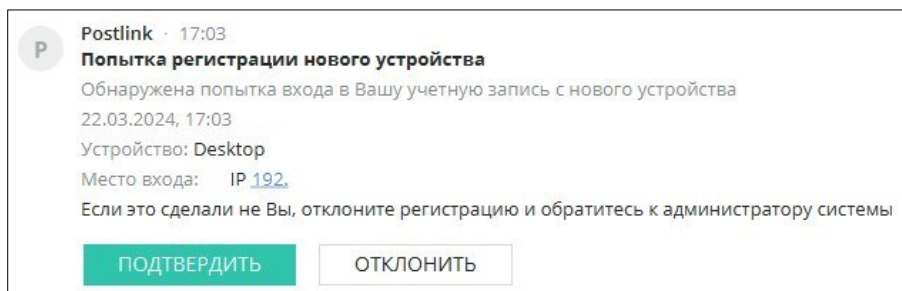 P
Postlink · 17:03
Попытка регистрации нового устройства
Обнаружена попытка входа в Вашу учетную запись с нового устройства
22.03.2024, 17:03
Устройство: Desktop
Место входа: IP 192.
Если это сделали не Вы, отклоните регистрацию и обратитесь к администратору системы
ПОДТВЕРДИТЬ ОТКЛОНИТЬ